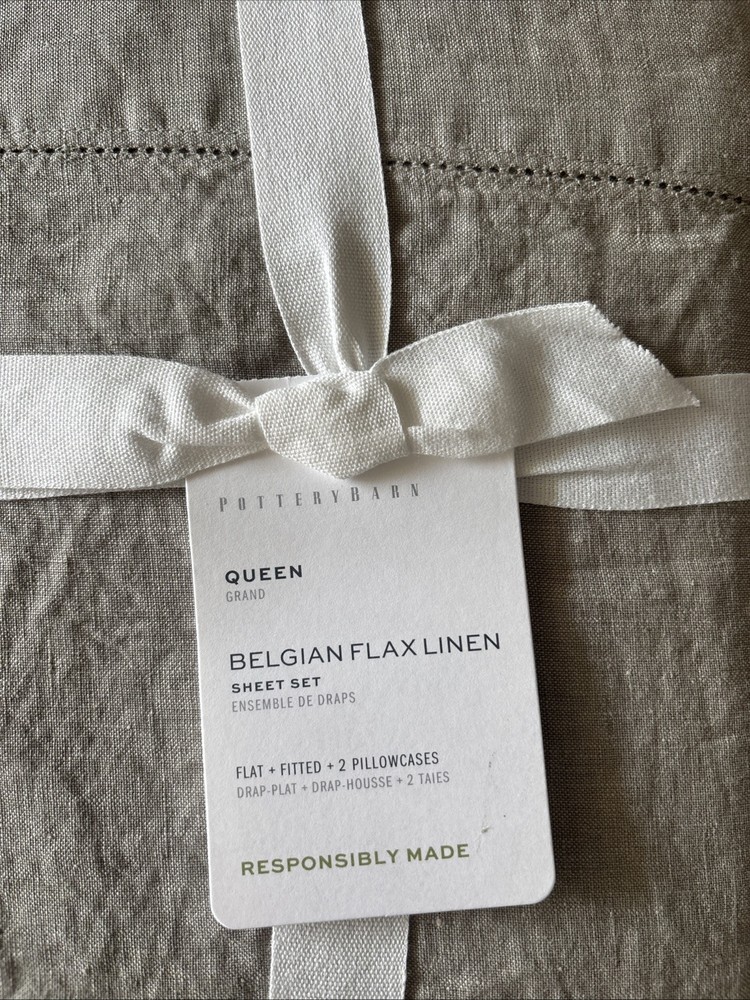 POTTERYBARN
QUEEN
GRAND
BELGIAN FLAX LINEN
SHEET SET
ENSEMBLE DE DRAPS
FLAT + FITTED + 2 PILLOWCASES
DRAP-PLAT + DRAP-HOUSSE + 2 TAIES
RESPONSIBLY MADE